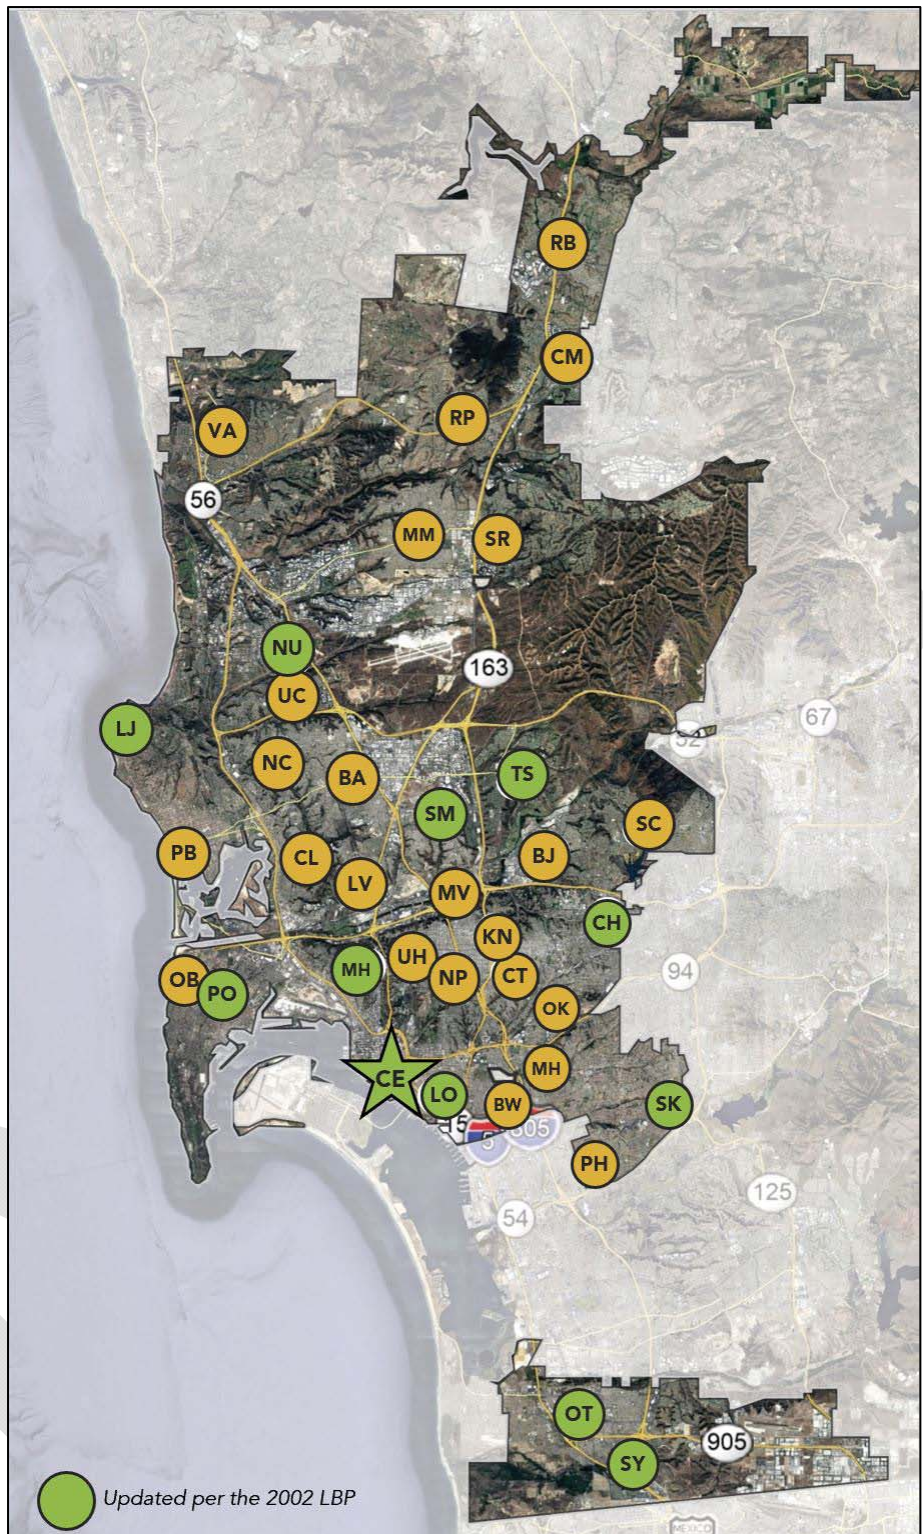 RB
CM
RP
VA
56
MM
SR
NU
163
UC
LJ
67
52
NC
BA
TS
SM
SC
PB
CL
BJ
LV
MV
CH
KN
UH
MH
NP
CT
94
OB
PO
OK
MH
CE
LO
BW
SK
15
5
805
PH
125
54
OT
905
SY
Updated per the 2002 LBP
MEXICO